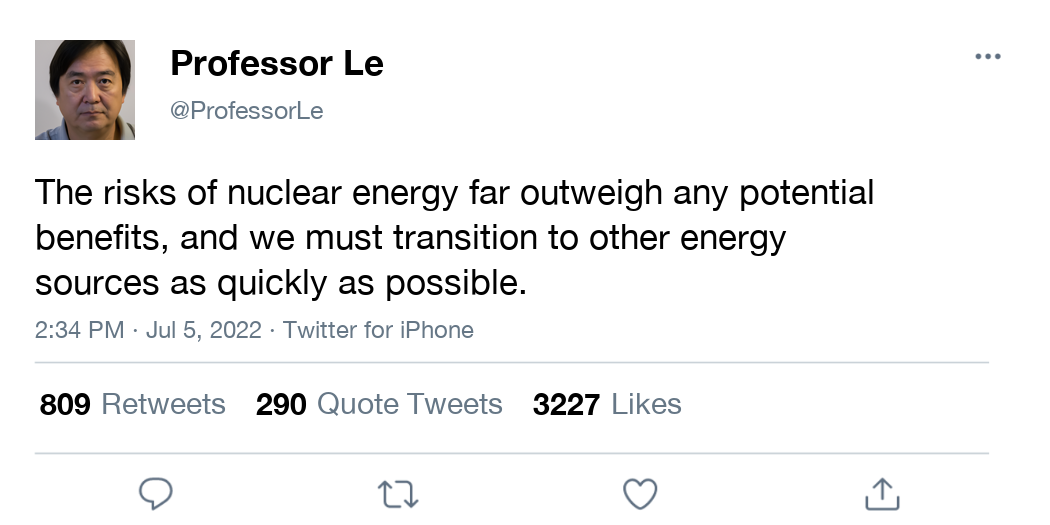 Professor Le
@ProfessorLe
The risks of nuclear energy far outweigh any potential
benefits, and we must transition to other energy
sources as quickly as possible.
2:34 PM · Jul 5, 2022 · Twitter for iPhone
809 Retweets 290 Quote Tweets 3227 Likes